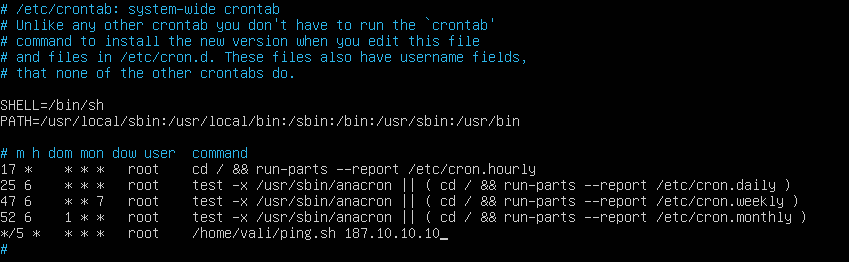 # /etc/crontab: system-wide crontab
# Unlike any other crontab you don't have to run the `crontab'
# command to install the new version when you edit this file
# and files in /etc/cron.d. These files also have username fields,
# that none of the other crontabs do.

SHELL=/bin/sh
PATH=/usr/local/sbin:/usr/local/bin:/sbin:/bin:/usr/sbin:/usr/bin

# m h dom mon dow user  command
17 *    * * *   root    cd / && run-parts --report /etc/cron.hourly
25 6    * * *   root    test -x /usr/sbin/anacron || ( cd / && run-parts --report /etc/cron.daily )
47 6    * * 7   root    test -x /usr/sbin/anacron || ( cd / && run-parts --report /etc/cron.weekly )
52 6    1 * *   root    test -x /usr/sbin/anacron || ( cd / && run-parts --report /etc/cron.monthly )
*/5 *   * * *   root    /home/vali/ping.sh 187.10.10.10
#